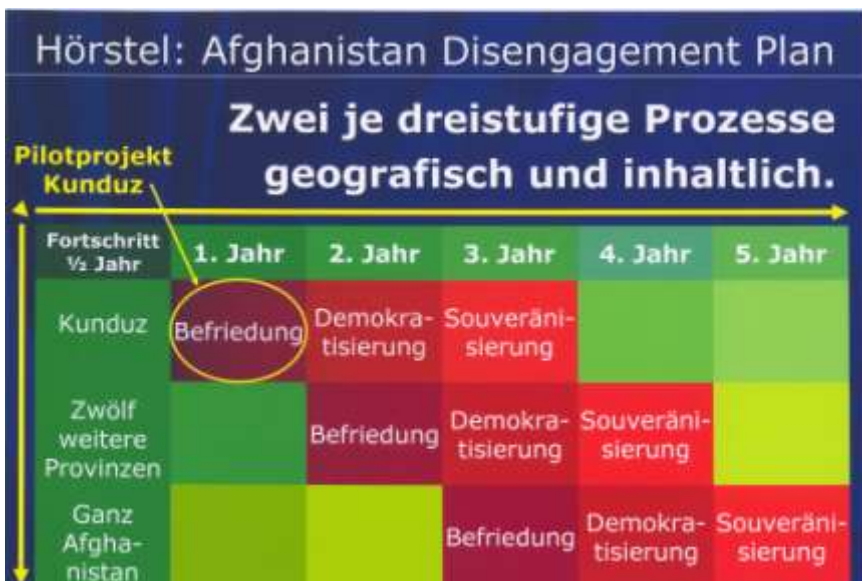 Hörstel: Afghanistan Disengagement Plan
Zwei je dreistufige Prozesse
geografisch und inhaltlich.
Pilotprojekt
Kunduz
Fortschritt
½ Jahr
1. Jahr
2. Jahr
3. Jahr
4. Jahr
5. Jahr
Kunduz
Befriedung
Demokra-
tisierung
Souveräni-
sierung
Zwölf
weitere
Provinzen
Befriedung
Demokra-
tisierung
Souveräni-
sierung
Ganz
Afgha-
nistan
Befriedung
Demokra-
tisierung
Souveräni-
sierung